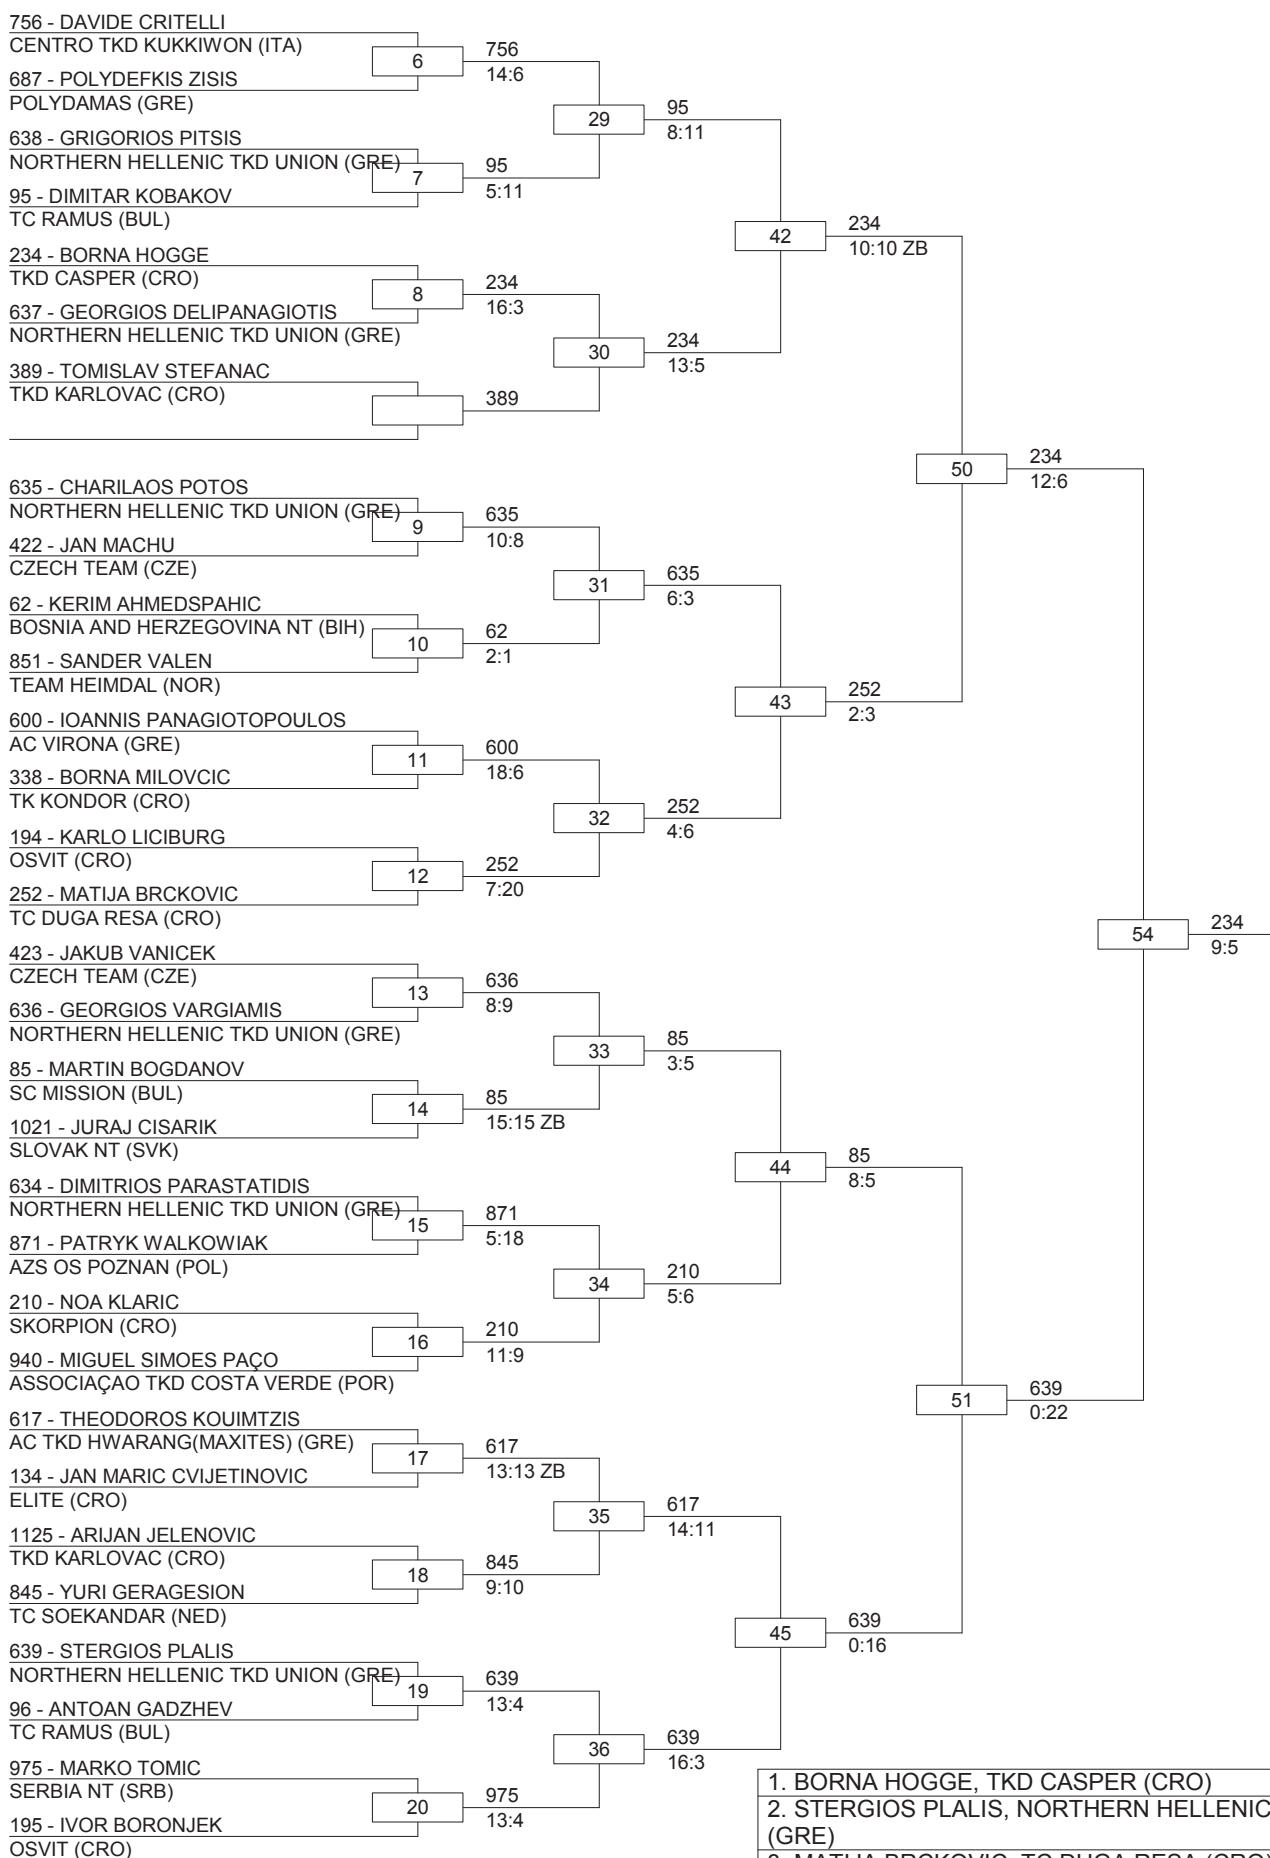 756 - DAVIDE CRITELLI
CENTRO TKD KUKKIWON (ITA)
6
756
14:6
687 - POLYDEFKIS ZISIS
POLYDAMAS (GRE)
29
95
8:11
638 - GRIGORIOS PITSIS
NORTHERN HELLENIC TKD UNION (GRE)
7
95
5:11
95 - DIMITAR KOBAKOV
TC RAMUS (BUL)
42
234
10:10 ZB
234 - BORNA HOGGE
TKD CASPER (CRO)
8
234
16:3
637 - GEORGIOS DELIPANAGIOTIS
NORTHERN HELLENIC TKD UNION (GRE)
30
234
13:5
389 - TOMISLAV STEFANAC
TKD KARLOVAC (CRO)
389
50
234
12:6
635 - CHARILAOS POTOS
NORTHERN HELLENIC TKD UNION (GRE)
9
635
10:8
422 - JAN MACHU
CZECH TEAM (CZE)
31
635
6:3
62 - KERIM AHMEDSPAHIC
BOSNIA AND HERZEGOVINA NT (BIH)
10
62
2:1
851 - SANDER VALEN
TEAM HEIMDAL (NOR)
43
252
2:3
600 - IOANNIS PANAGIOTOPOULOS
AC VIRONA (GRE)
11
600
18:6
338 - BORNA MILOVCIC
TK KONDOR (CRO)
32
252
4:6
194 - KARLO LICIBURG
OSVIT (CRO)
12
252
7:20
252 - MATIJA BRCKOVIC
TC DUGA RESA (CRO)
54
234
9:5
423 - JAKUB VANICEK
CZECH TEAM (CZE)
13
636
8:9
636 - GEORGIOS VARGIAMIS
NORTHERN HELLENIC TKD UNION (GRE)
33
85
3:5
85 - MARTIN BOGDANOV
SC MISSION (BUL)
14
85
15:15 ZB
1021 - JURAJ CISARIK
SLOVAK NT (SVK)
44
85
8:5
634 - DIMITRIOS PARASTATIDIS
NORTHERN HELLENIC TKD UNION (GRE)
15
871
5:18
871 - PATRYK WALKOWIAK
AZS OS POZNAN (POL)
34
210
5:6
210 - NOA KLARIC
SKORPION (CRO)
16
210
11:9
940 - MIGUEL SIMOES PAÇO
ASSOCIAÇAO TKD COSTA VERDE (POR)
51
639
0:22
617 - THEODOROS KOUIMTZIS
AC TKD HWARANG(MAXITES) (GRE)
17
617
13:13 ZB
134 - JAN MARIC CVIJETINOVIC
ELITE (CRO)
35
617
14:11
1125 - ARIJAN JELENOVIC
TKD KARLOVAC (CRO)
18
845
9:10
845 - YURI GERAGESION
TC SOEKANDAR (NED)
45
639
0:16
639 - STERGIOS PLALIS
NORTHERN HELLENIC TKD UNION (GRE)
19
639
13:4
96 - ANTOAN GADZHEV
TC RAMUS (BUL)
36
639
16:3
975 - MARKO TOMIC
SERBIA NT (SRB)
20
975
13:4
195 - IVOR BORONJEK
OSVIT (CRO)
1. BORNA HOGGE, TKD CASPER (CRO)
2. STERGIOS PLALIS, NORTHERN HELLENIC
(GRE)
3. MATIJA BRCKOVIC, TC DUGA RESA (CRO)